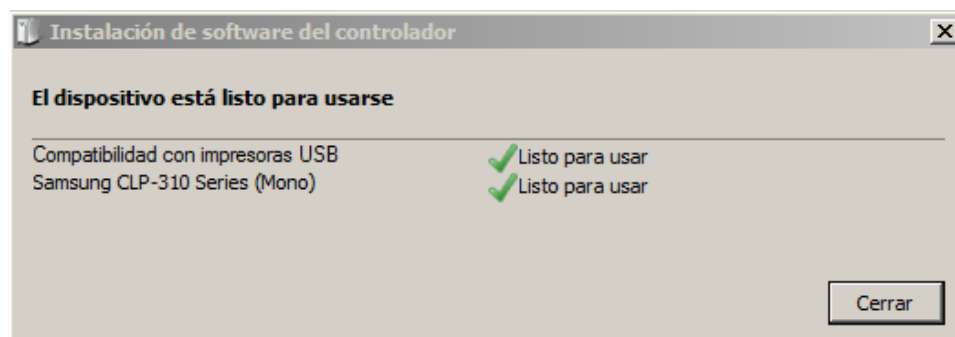 Instalación de software del controlador
El dispositivo está listo para usarse
Compatibilidad con impresoras USB Listo para usar
Samsung CLP-310 Series (Mono) Listo para usar
Cerrar